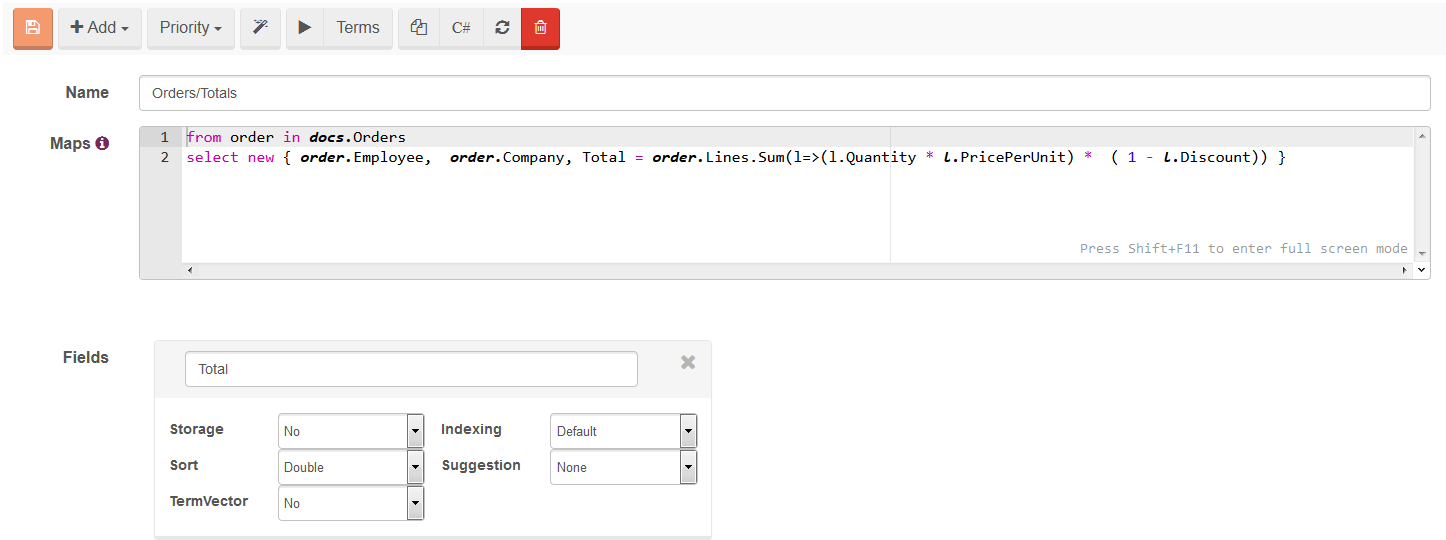 Add Priority Terms C#
Name Orders/Totals
Maps
1 from order in docs.Orders
2 select new { order.Employee,  order.Company, Total = order.Lines.Sum(l=>(l.Quantity * l.PricePerUnit) *  ( 1 - l.Discount)) }
Press Shift+F11 to enter full screen mode
Fields Total
Storage No Indexing Default
Sort Double Suggestion None
TermVector No